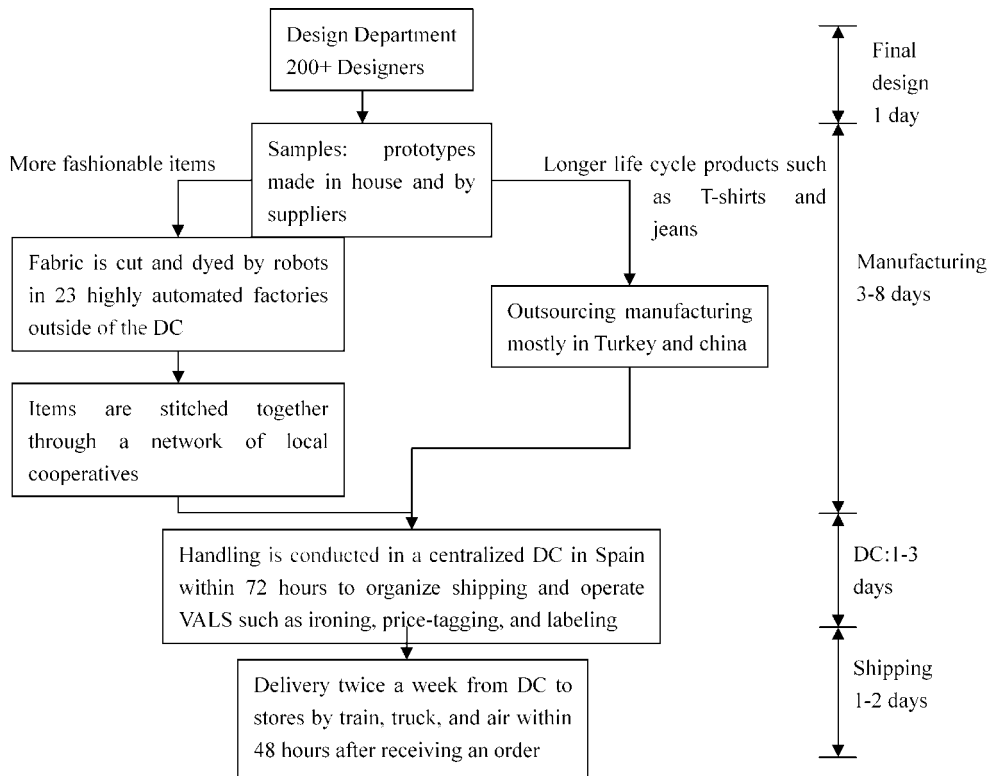 Design Department
200+ Designers
Final
design
1 day
More fashionable items
Samples: prototypes
made in house and by
suppliers
Longer life cycle products such
as T-shirts and
jeans
Fabric is cut and dyed by robots
in 23 highly automated factories
outside of the DC
Manufacturing
3-8 days
Outsourcing manufacturing
mostly in Turkey and china
Items are stitched together
through a network of local
cooperatives
Handling is conducted in a centralized DC in Spain
within 72 hours to organize shipping and operate
VALS such as ironing, price-tagging, and labeling
DC:1-3
days
Delivery twice a week from DC to
stores by train, truck, and air within
48 hours after receiving an order
Shipping
1-2 days